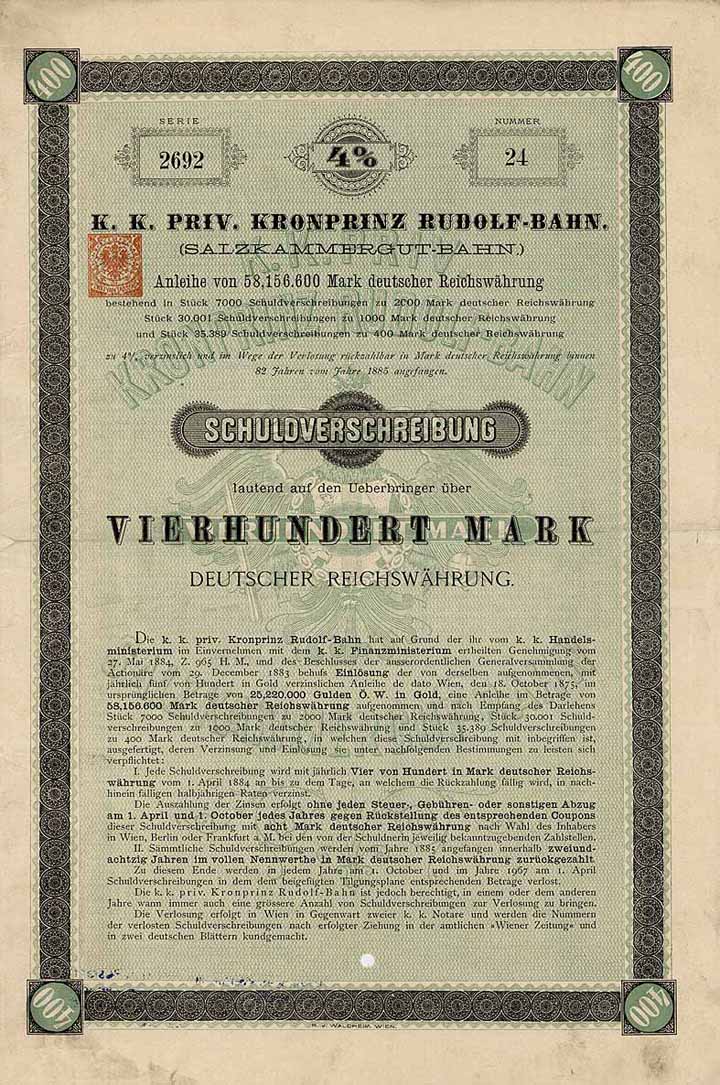 400
400
SERIE
NUMMER
2692
4%
24
K. K. PRIV. KRONPRINZ RUDOLF-BAHN.
(SALZKAMMERGUT-BAHN.)
Anleihe von 58,156.600 Mark deutscher Reichswährung
bestehend in Stück 7000 Schuldverschreibungen zu 2000 Mark deutscher Reichswährung
Stück 30.001 Schuldverschreibungen zu 1000 Mark deutscher Reichswährung
und Stück 35.389 Schuldverschreibungen zu 400 Mark deutscher Reichswährung
zu 4% verzinslich und im Wege der Verlosung rückzahlbar in Mark deutscher Reichswährung binnen
82 Jahren vom Jahre 1885 angefangen.
KRONPRINZ RUDOLF-BAHN
SCHULDVERSCHREIBUNG
lautend auf den Ueberbringer über
VIERHUNDERT MARK
DEUTSCHER REICHSWÄHRUNG.
Die k. k. priv. Kronprinz Rudolf-Bahn hat auf Grund der ihr vom k. k. Handels-
ministerium im Einvernehmen mit dem k. k. Finanzministerium ertheilten Genehmigung vom
27. Mai 1884, Z. 965 H. M., und des Beschlusses der ausserordentlichen Generalversammlung der
Actionäre vom 29. December 1883 behufs Einlösung der von derselben aufgenommenen, mit
jährlich fünf von Hundert in Gold verzinslichen Anleihe de dato Wien, den 18. October 1875, im
ursprünglichen Betrage von 25,220.000 Gulden Ö. W. in Gold, eine Anleihe im Betrage von
58,156.600 Mark deutscher Reichswährung aufgenommen und nach Empfang des Darlehens
Stück 7000 Schuldverschreibungen zu 2000 Mark deutscher Reichswährung, Stück 30.001 Schuld-
verschreibungen zu 1000 Mark deutscher Reichswährung und Stück 35.389 Schuldverschreibungen
zu 400 Mark deutscher Reichswährung, in welchen diese Schuldverschreibung mit inbegriffen ist,
ausgefertigt, deren Verzinsung und Einlösung sie unter nachfolgenden Bestimmungen zu leisten sich
verpflichtet:
I. Jede Schuldverschreibung wird mit jährlich Vier von Hundert in Mark deutscher Reichs-
währung vom 1. April 1884 an bis zu dem Tage, an welchem die Rückzahlung fällig wird, in nach-
hinein fälligen halbjährigen Raten verzinst.
Die Auszahlung der Zinsen erfolgt ohne jeden Steuer-, Gebühren- oder sonstigen Abzug
am 1. April und 1. October jedes Jahres gegen Rückstellung des entsprechenden Coupons
dieser Schuldverschreibung mit acht Mark deutscher Reichswährung nach Wahl des Inhabers
in Wien, Berlin oder Frankfurt a. M. bei den von der Schuldnerin jeweilig bekanntzugebenden Zahlstellen.
II. Sämmtliche Schuldverschreibungen werden vom Jahre 1885 angefangen innerhalb zweiund-
achtzig Jahren im vollen Nennwerthe in Mark deutscher Reichswährung zurückgezahlt.
Zu diesem Ende werden in jedem Jahre am 1. October und im Jahre 1967 am 1. April
Schuldverschreibungen in dem dem beigefügten Tilgungsplane entsprechenden Betrage verlost.
Die k. k. priv. Kronprinz Rudolf-Bahn ist jedoch berechtigt, in einem oder dem anderen
Jahre wann immer auch eine grössere Anzahl von Schuldverschreibungen zur Verlosung zu bringen.
Die Verlosung erfolgt in Wien in Gegenwart zweier k. k. Notare und werden die Nummern
der verlosten Schuldverschreibungen nach erfolgter Ziehung in der amtlichen »Wiener Zeitung« und
in zwei deutschen Blättern kundgemacht.
400
400
R. v. WALDHEIM, WIEN.